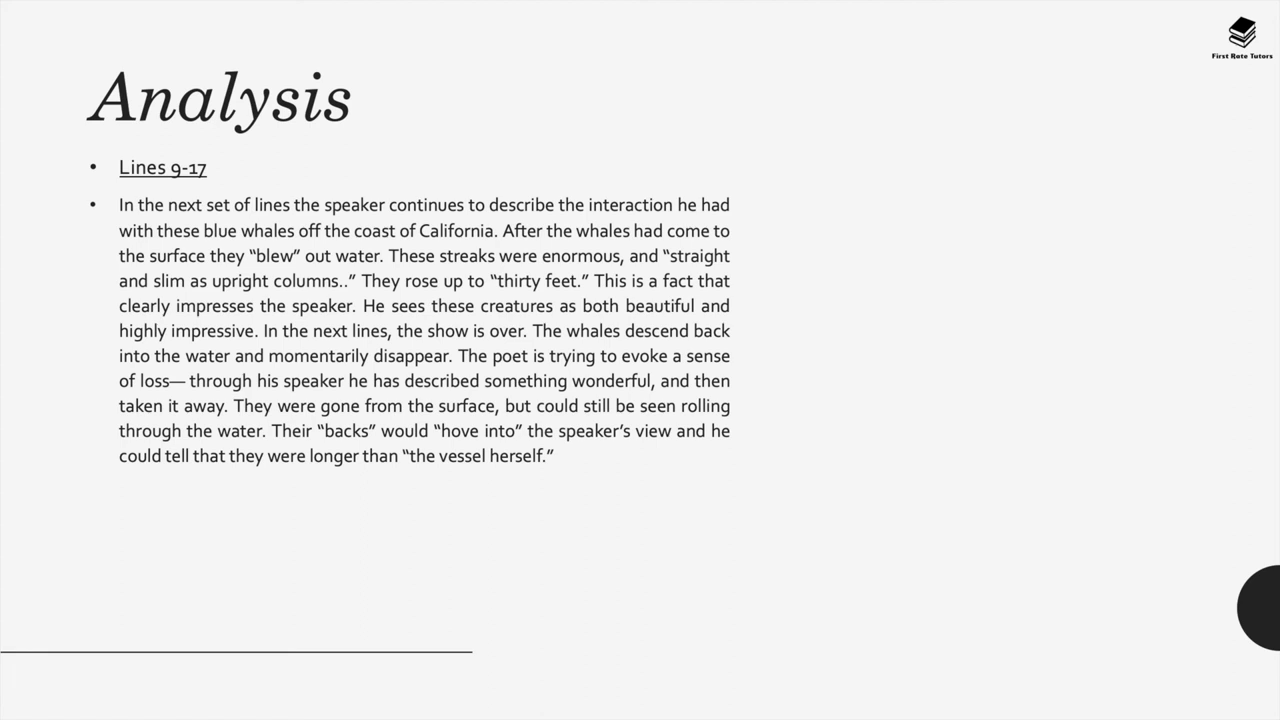 First Rate Tutors
Analysis
• Lines 9-17
• In the next set of lines the speaker continues to describe the interaction he had
with these blue whales off the coast of California. After the whales had come to
the surface they “blew” out water. These streaks were enormous, and “straight
and slim as upright columns..” They rose up to “thirty feet.” This is a fact that
clearly impresses the speaker. He sees these creatures as both beautiful and
highly impressive. In the next lines, the show is over. The whales descend back
into the water and momentarily disappear. The poet is trying to evoke a sense
of loss— through his speaker he has described something wonderful, and then
taken it away. They were gone from the surface, but could still be seen rolling
through the water. Their “backs” would “hove into” the speaker’s view and he
could tell that they were longer than “the vessel herself.”